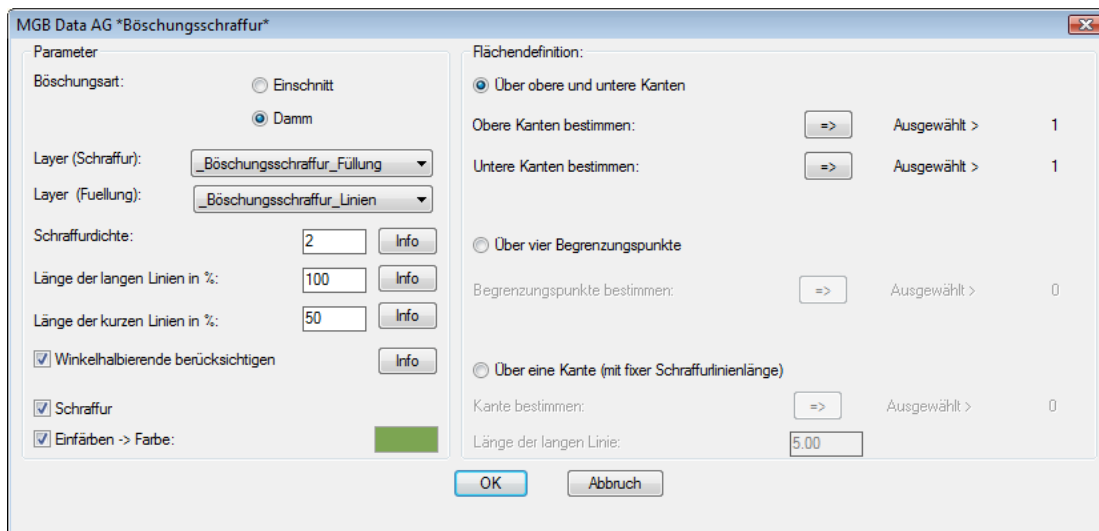 MGB Data AG *Böschungsschraffur*
Parameter
Böschungsart:
Einschnitt
Damm
Layer (Schraffur):
_Böschungsschraffur_Füllung
Layer (Fuellung):
_Böschungsschraffur_Linien
Schraffurdichte:
2
Info
Länge der langen Linien in %:
100
Info
Länge der kurzen Linien in %:
50
Info
Winkelhalbierende berücksichtigen
Info
Schraffur
Einfärben -> Farbe:
Flächendefinition:
Über obere und untere Kanten
Obere Kanten bestimmen:
=>
Ausgewählt >
1
Untere Kanten bestimmen:
=>
Ausgewählt >
1
Über vier Begrenzungspunkte
Begrenzungspunkte bestimmen:
=>
Ausgewählt >
0
Über eine Kante (mit fixer Schraffurlinienlänge)
Kante bestimmen:
=>
Ausgewählt >
0
Länge der langen Linie:
5.00
OK
Abbruch